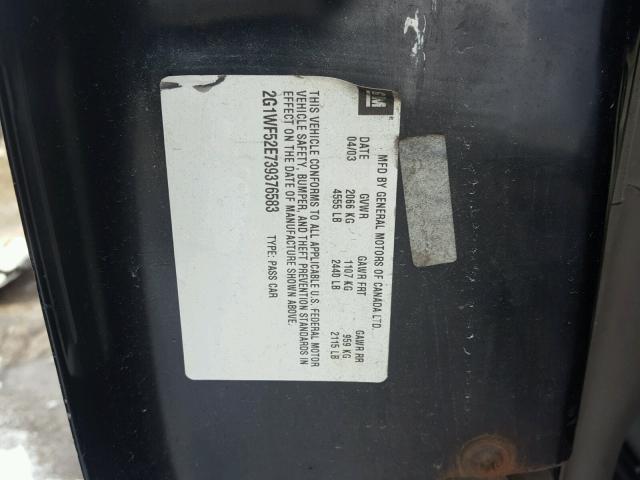 GM
MFD BY GENERAL MOTORS OF CANADA LTD.
DATE GVWR GAWR FRT GAWR RR
04/03 2066 KG 1107 KG 959 KG
4555 LB 2440 LB 2115 LB
THIS VEHICLE CONFORMS TO ALL APPLICABLE U.S. FEDERAL MOTOR
VEHICLE SAFETY, BUMPER, AND THEFT PREVENTION STANDARDS IN
EFFECT ON THE DATE OF MANUFACTURE SHOWN ABOVE.
2G1WF52E739376583 TYPE: PASS CAR